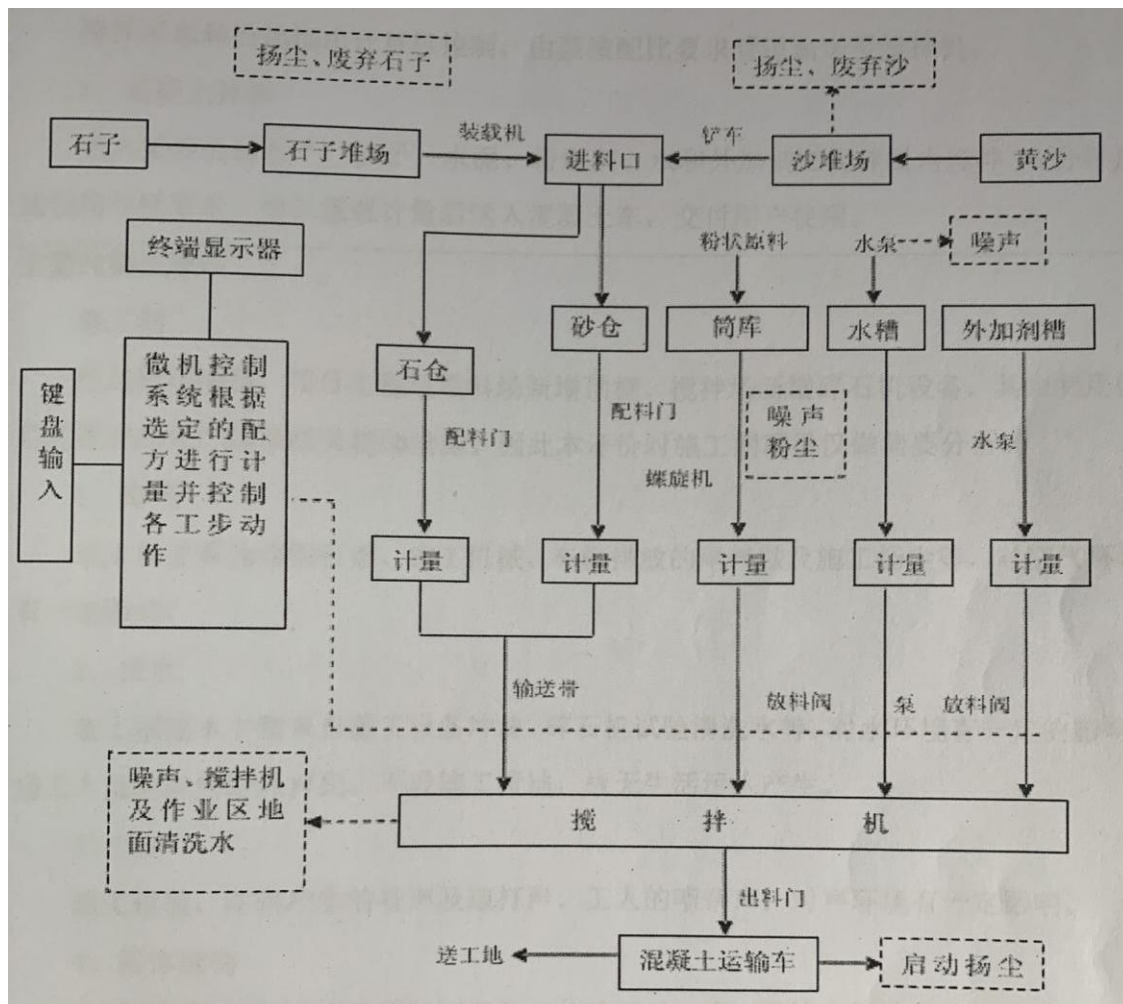 扬尘、废弃石子
扬尘、废弃沙
石子
石子堆场
装载机
进料口
铲车
沙堆场
黄沙
终端显示器
粉状原料
水泵
噪声
石仓
砂仓
筒库
水槽
外加剂槽
键盘输入
微机控制
系统根据
选定的配
方进行计
量并控制
各工步动
作
配料门
配料门
螺旋机
噪声
粉尘
水泵
计量
计量
计量
计量
计量
输送带
放料阀
泵
放料阀
噪声、搅拌机
及作业区地
面清洗水
搅拌机
出料门
送工地
混凝土运输车
启动扬尘